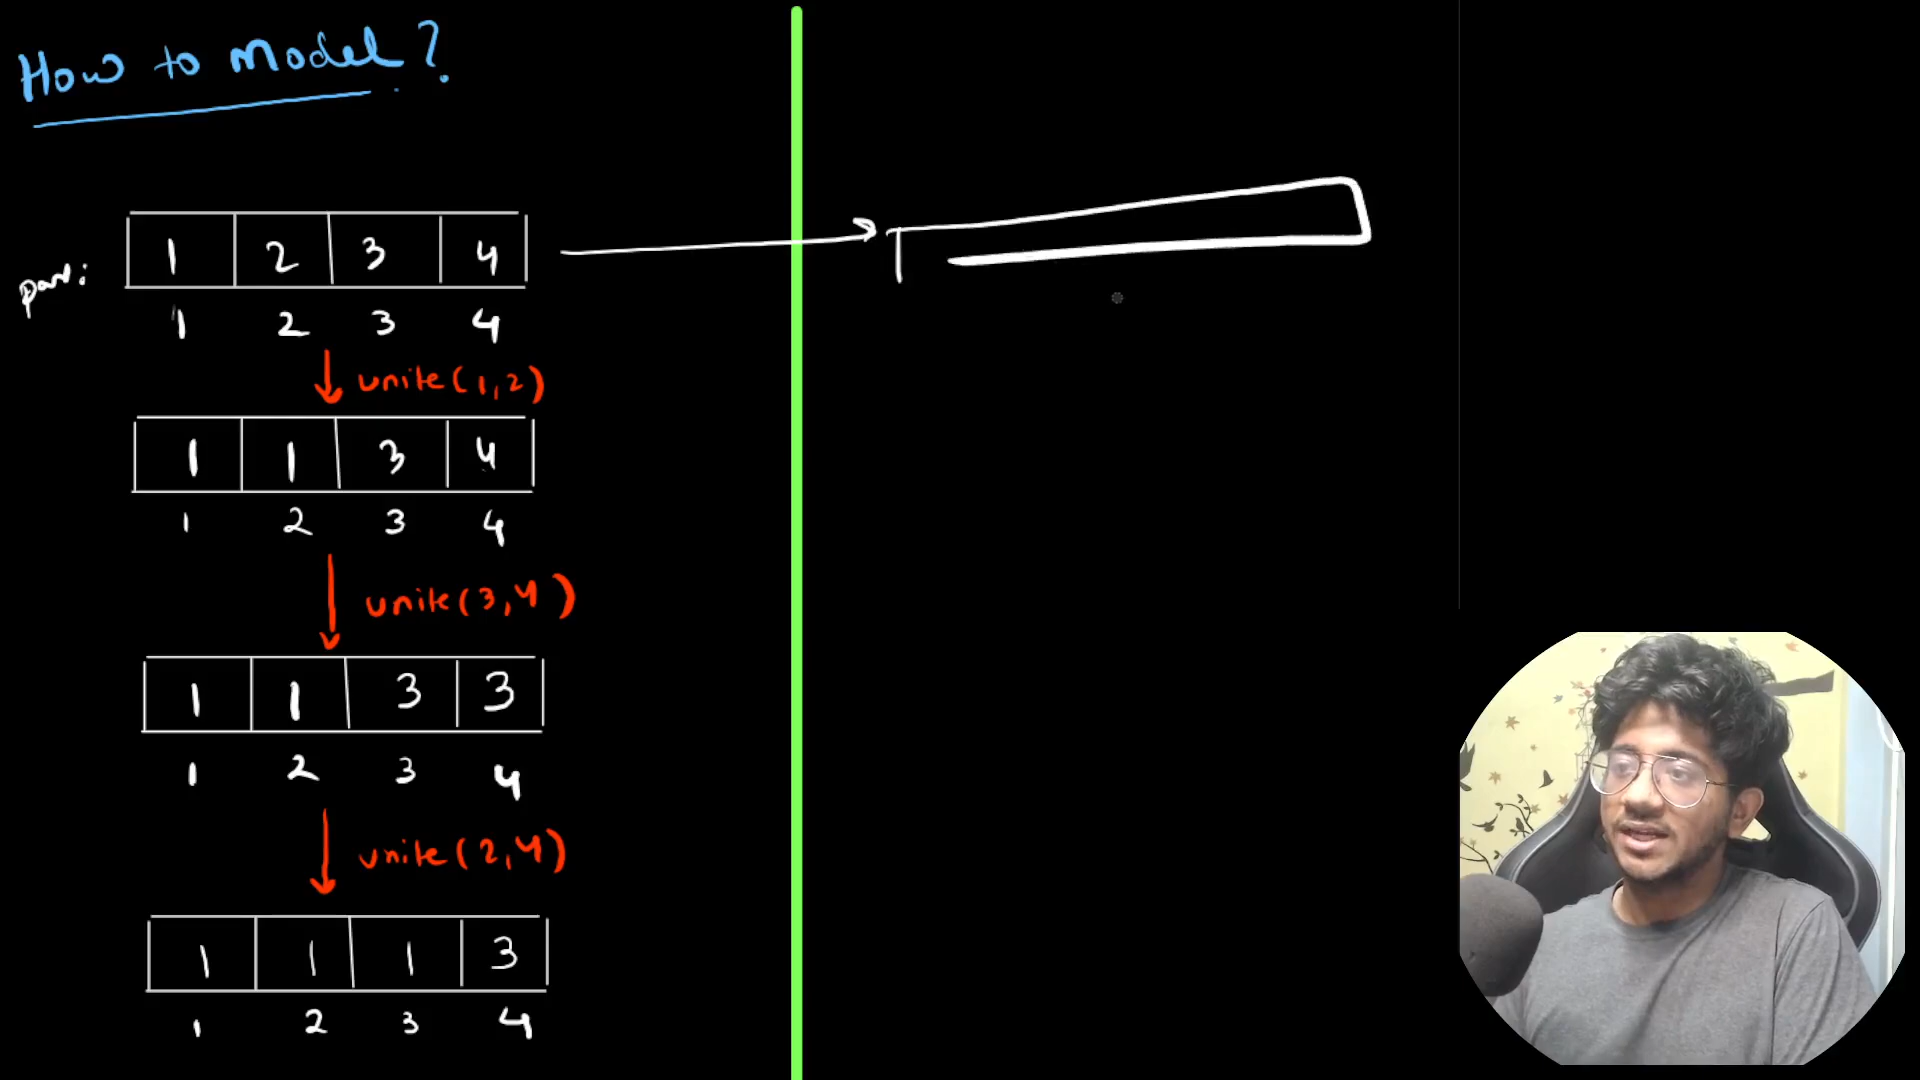 How to Model?
par:
1 2 3 4
1 2 3 4
unite(1,2)
1 1 3 4
1 2 3 4
unite(3,4)
1 1 3 3
1 2 3 4
unite(2,4)
1 1 1 3
1 2 3 4